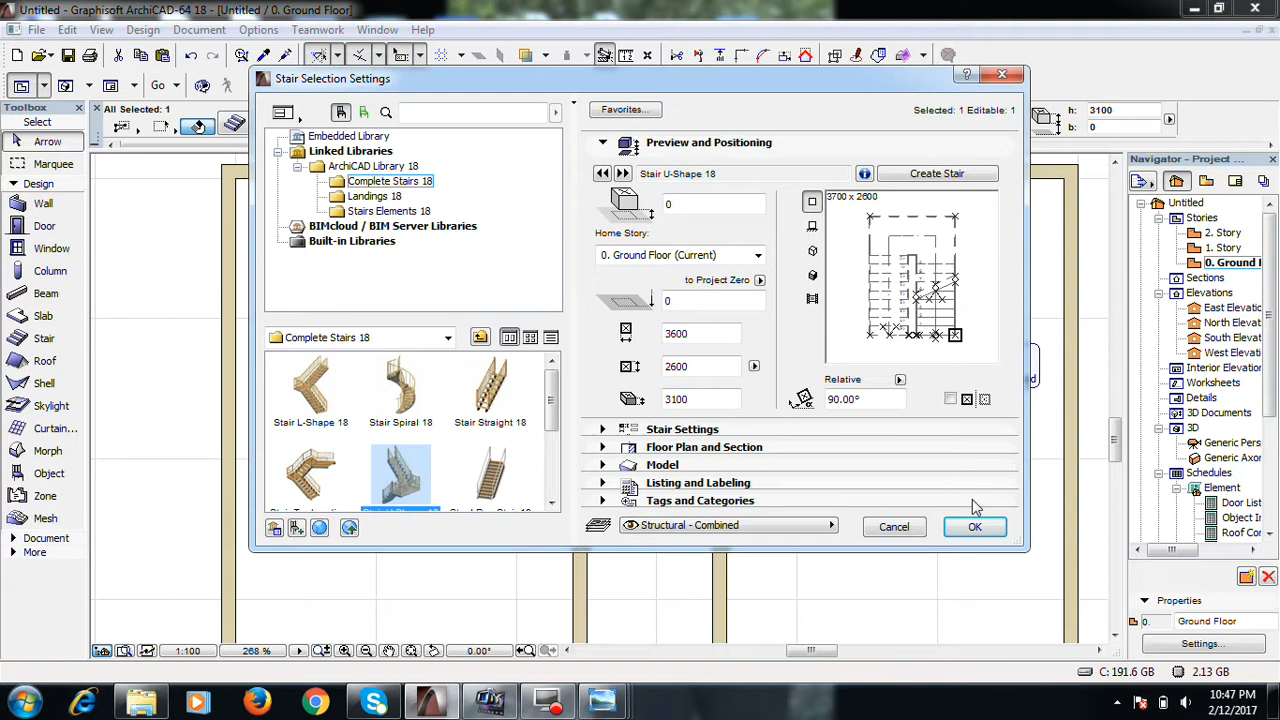 Untitled - Graphisoft ArchiCAD-64 18 - [Untitled / 0. Ground Floor]
File Edit View Design Document Options Teamwork Window Help
Go
Stair Selection Settings
Toolbox
Select
Arrow
Marquee
Design
Wall
Door
Window
Column
Beam
Slab
Stair
Roof
Shell
Skylight
Curtain...
Morph
Object
Zone
Mesh
Document
More
All Selected: 1
Embedded Library
Linked Libraries
ArchiCAD Library 18
Complete Stairs 18
Landings 18
Stairs Elements 18
BIMcloud / BIM Server Libraries
Built-in Libraries
Complete Stairs 18
Stair L-Shape 18
Stair Spiral 18
Stair Straight 18
Favorites...
Selected: 1 Editable: 1
Preview and Positioning
Stair U-Shape 18
Create Stair
0
Home Story:
0. Ground Floor (Current)
to Project Zero
0
3600
2600
3100
3700 x 2600
Relative
90.00°
Stair Settings
Floor Plan and Section
Model
Listing and Labeling
Tags and Categories
Structural - Combined
Cancel
OK
h: 3100
b: 0
Navigator - Project ...
Untitled
Stories
2. Story
1. Story
0. Ground F
Sections
Elevations
East Elevat
North Eleva
South Eleva
West Elevat
Interior Elevat
Worksheets
Details
3D Documents
3D
Generic Pers
Generic Axon
Schedules
Element
Door List
Object In
Roof Cor
Properties
0.
Ground Floor
Settings...
1:100
268 %
0.00°
C: 191.6 GB
2.13 GB
10:47 PM
2/12/2017